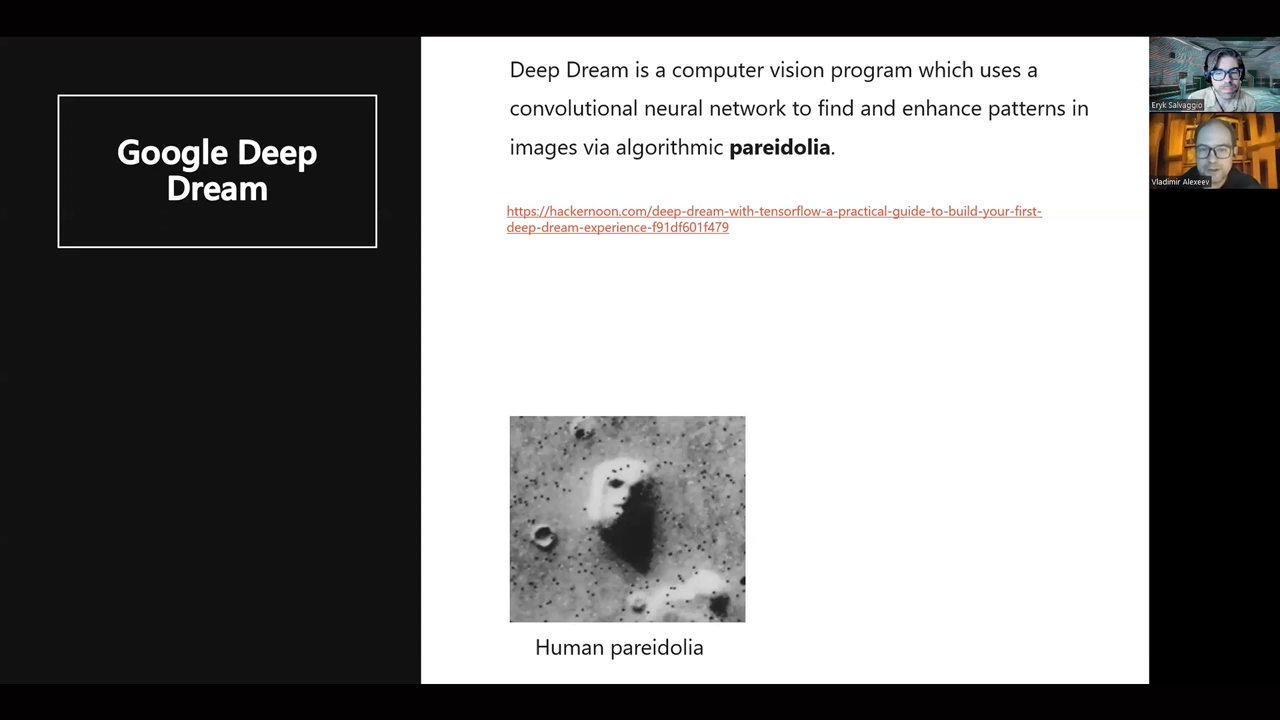 Google Deep
Dream
Deep Dream is a computer vision program which uses a
convolutional neural network to find and enhance patterns in
images via algorithmic pareidolia.
https://hackernoon.com/deep-dream-with-tensorflow-a-practical-guide-to-build-your-first-
deep-dream-experience-f91df601f479
Human pareidolia
Eryk Salvaggio
Vladimir Alexeev